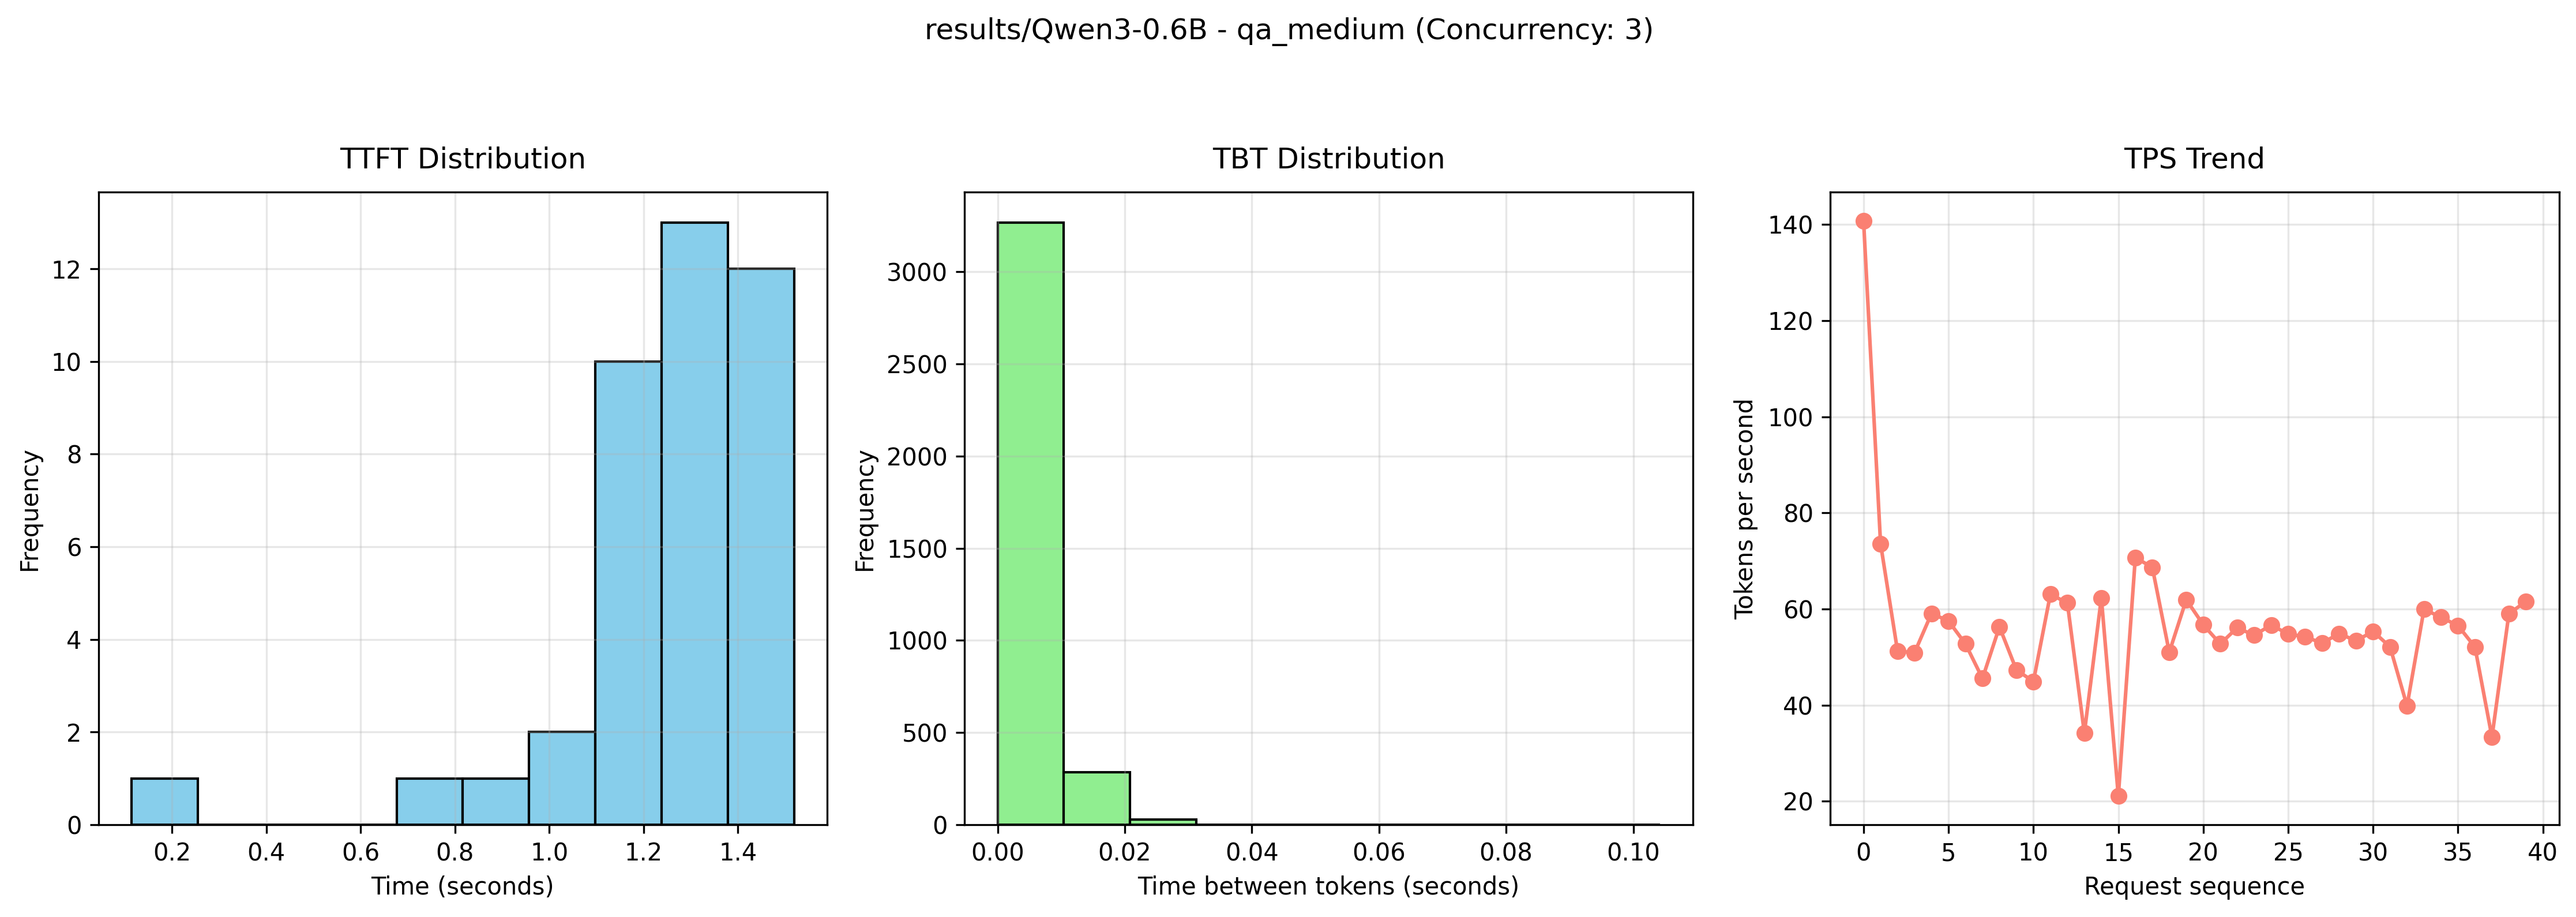 results/Qwen3-0.6B - qa_medium (Concurrency: 3)
TTFT Distribution
Frequency
12
10
8
6
4
2
0
0.2 0.4 0.6 0.8 1.0 1.2 1.4
Time (seconds)
TBT Distribution
Frequency
3000
2500
2000
1500
1000
500
0
0.00 0.02 0.04 0.06 0.08 0.10
Time between tokens (seconds)
TPS Trend
Tokens per second
140
120
100
80
60
40
20
0 5 10 15 20 25 30 35 40
Request sequence